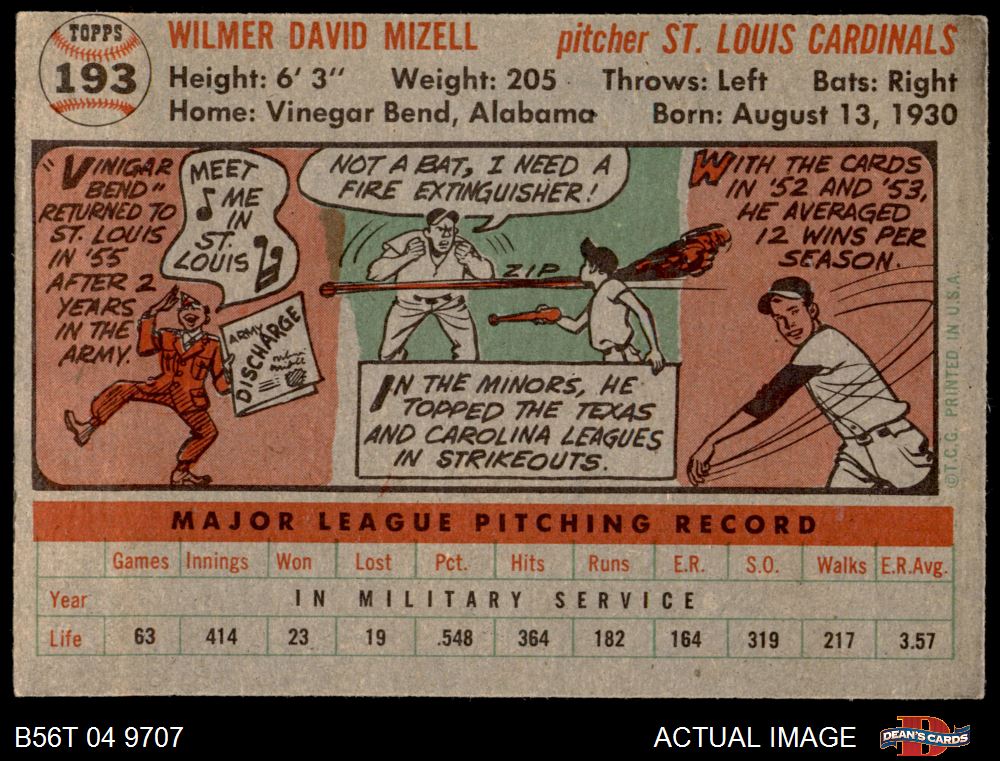 TOPPS
193
WILMER DAVID MIZELL
pitcher ST. LOUIS CARDINALS
Height: 6' 3" Weight: 205 Throws: Left Bats: Right
Home: Vinegar Bend, Alabama Born: August 13, 1930
"VINIGAR
BEND"
RETURNED TO
ST. LOUIS
IN '55
AFTER 2
YEARS
IN THE
ARMY.
MEET
ME
IN
ST.
LOUIS
ARMY
DISCHARGE
NOT A BAT, I NEED A
FIRE EXTINGUISHER!
ZIP
IN THE MINORS, HE
TOPPED THE TEXAS
AND CAROLINA LEAGUES
IN STRIKEOUTS.
WITH THE CARDS
IN '52 AND '53,
HE AVERAGED
12 WINS PER
SEASON.
©T.C.G. PRINTED IN U.S.A.
MAJOR LEAGUE PITCHING RECORD
Games Innings Won Lost Pct. Hits Runs E.R. S.O. Walks E.R.Avg.
Year IN MILITARY SERVICE
Life 63 414 23 19 .548 364 182 164 319 217 3.57
B56T 04 9707
ACTUAL IMAGE
D
DEAN'S CARDS